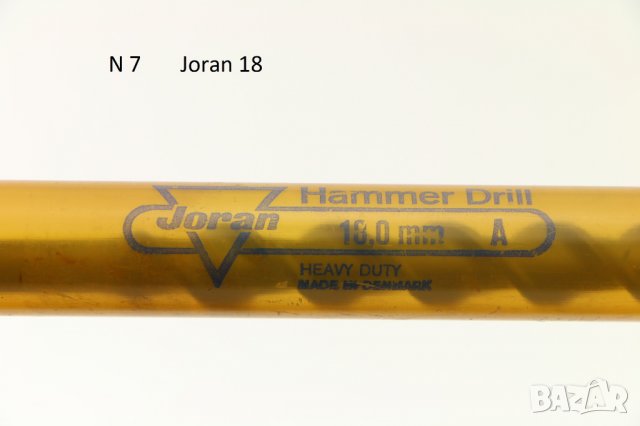 N 7 Joran 18
Hammer Drill
Joran 18,0 mm A
HEAVY DUTY
MADE IN DENMARK
BAZAR